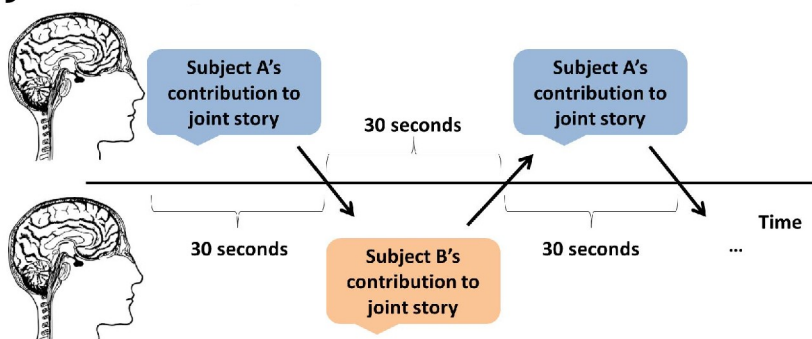 Subject A's
contribution to
joint story
Subject A's
contribution to
joint story
30 seconds
30 seconds
30 seconds
Time
...
Subject B's
contribution to
joint story